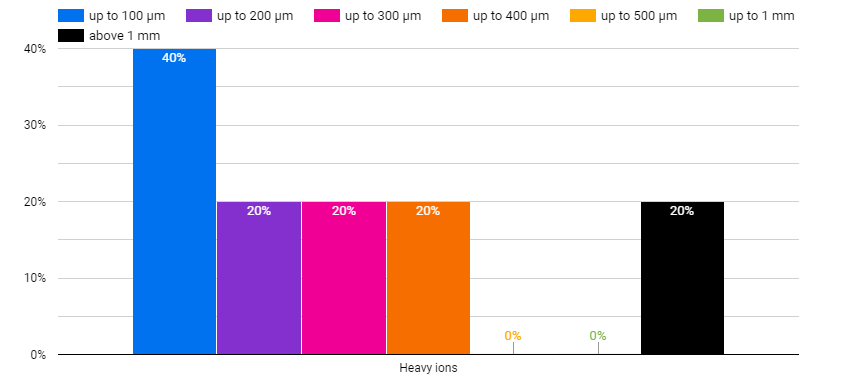 up to 100 µm up to 200 µm up to 300 µm up to 400 µm up to 500 µm up to 1 mm
above 1 mm
40%
40%
30%
20%
20% 20% 20% 20%
10%
0% 0%
0%
Heavy ions